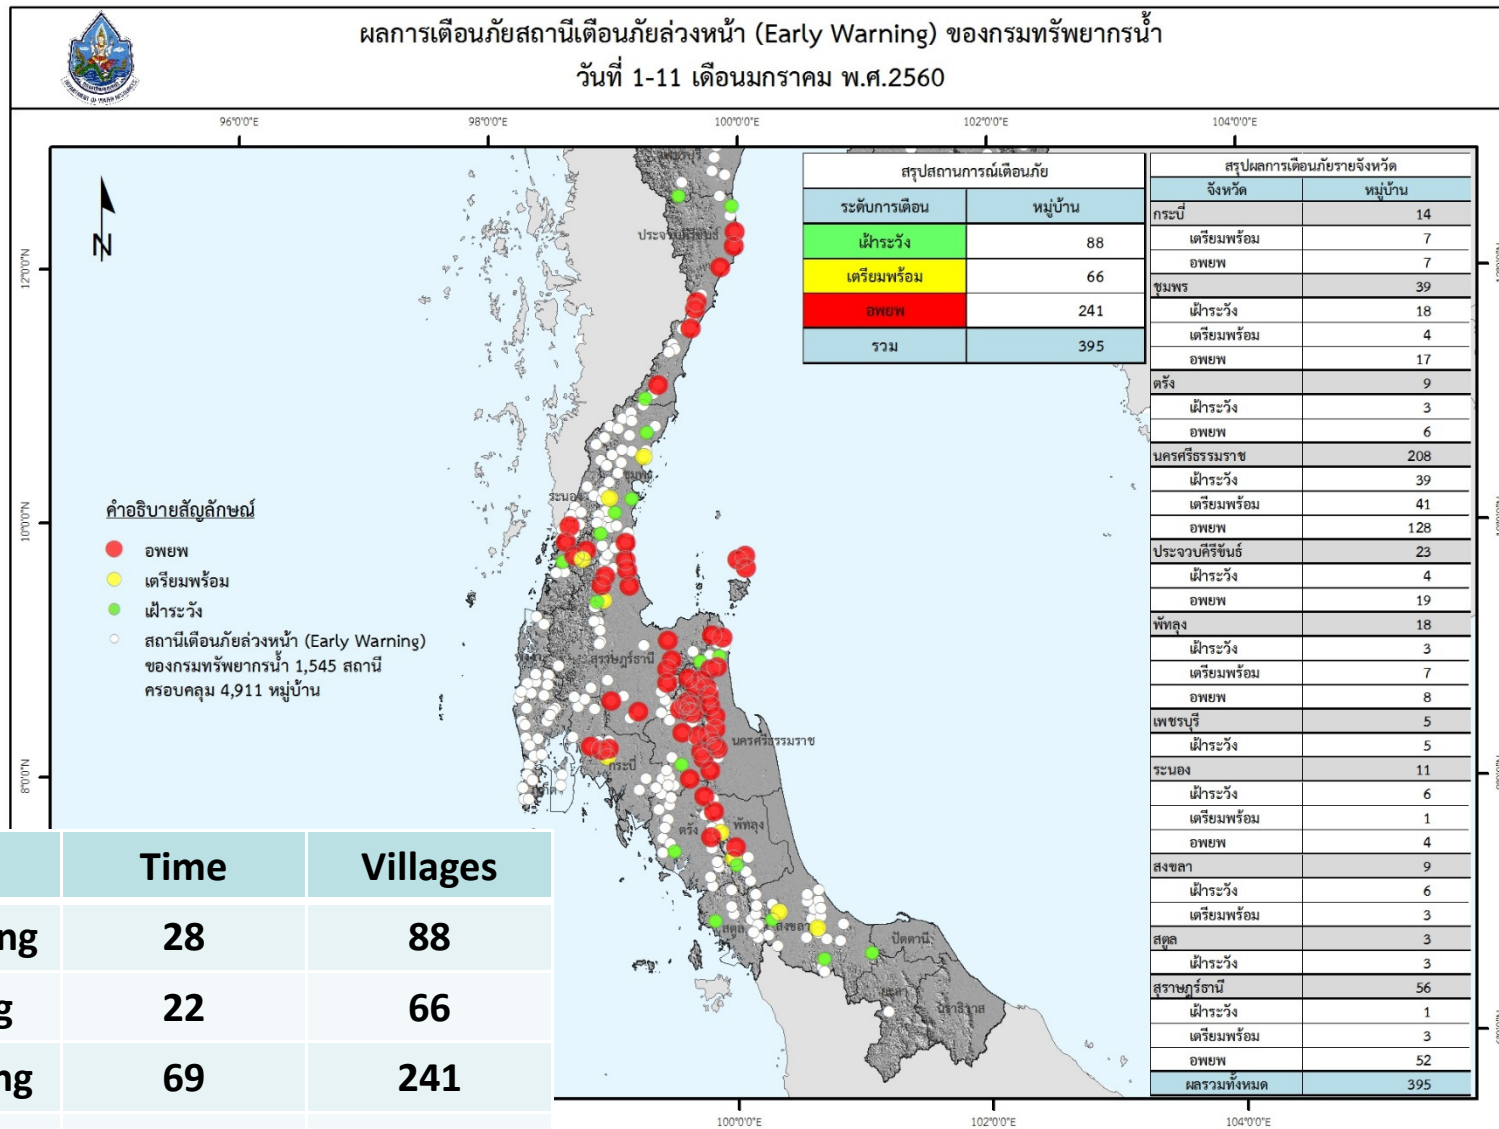 ผลการเตือนภัยสถานีเตือนภัยล่วงหน้า (Early Warning) ของกรมทรัพยากรน้ำ
วันที่ 1-11 เดือนมกราคม พ.ศ.2560
96°0'0"E 98°0'0"E 100°0'0"E 102°0'0"E 104°0'0"E
N
12°0'0"N
10°0'0"N
8°0'0"N
สรุปสถานการณ์เตือนภัย
ระดับการเตือน หมู่บ้าน
เฝ้าระวัง 88
เตรียมพร้อม 66
อพยพ 241
รวม 395
สรุปผลการเตือนภัยรายจังหวัด
จังหวัด หมู่บ้าน
กระบี่ 14
เตรียมพร้อม 7
อพยพ 7
ชุมพร 39
เฝ้าระวัง 18
เตรียมพร้อม 4
อพยพ 17
ตรัง 9
เฝ้าระวัง 3
อพยพ 6
นครศรีธรรมราช 208
เฝ้าระวัง 39
เตรียมพร้อม 41
อพยพ 128
ประจวบคีรีขันธ์ 23
เฝ้าระวัง 4
อพยพ 19
พัทลุง 18
เฝ้าระวัง 3
เตรียมพร้อม 7
อพยพ 8
เพชรบุรี 5
เฝ้าระวัง 5
ระนอง 11
เฝ้าระวัง 6
เตรียมพร้อม 1
อพยพ 4
สงขลา 9
เฝ้าระวัง 6
เตรียมพร้อม 3
สตูล 3
เฝ้าระวัง 3
สุราษฎร์ธานี 56
เฝ้าระวัง 1
เตรียมพร้อม 3
อพยพ 52
ผลรวมทั้งหมด 395
ประจวบคีรีขันธ์
ชุมพร
ระนอง
สุราษฎร์ธานี
นครศรีธรรมราช
กระบี่
ตรัง
พัทลุง
สตูล
สงขลา
ปัตตานี
ยะลา
นราธิวาส
คำอธิบายสัญลักษณ์
อพยพ
เตรียมพร้อม
เฝ้าระวัง
สถานีเตือนภัยล่วงหน้า (Early Warning)
ของกรมทรัพยากรน้ำ 1,545 สถานี
ครอบคลุม 4,911 หมู่บ้าน
Time Villages
ng 28 88
g 22 66
ng 69 241
100°0'0"E 102°0'0"E 104°0'0"E